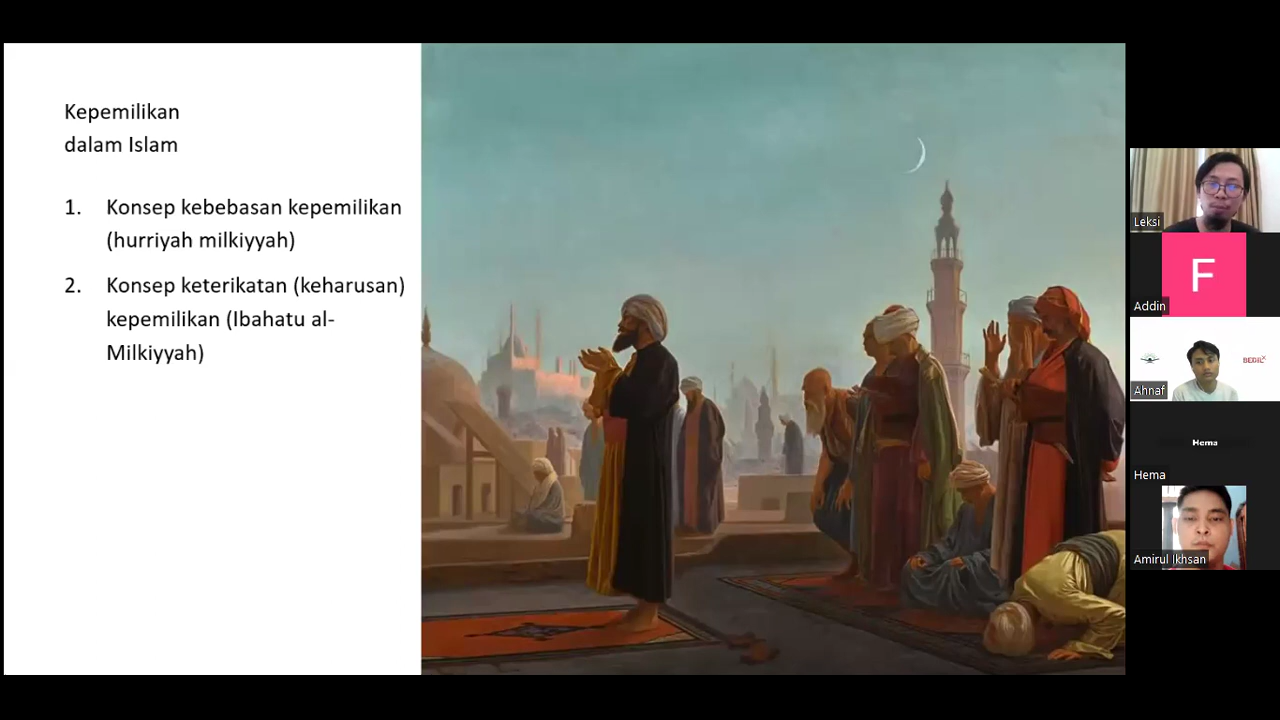 Kepemilikan
dalam Islam
1. Konsep kebebasan kepemilikan
(hurriyah milkiyyah)
2. Konsep keterikatan (keharusan)
kepemilikan (Ibahatu al-
Milkiyyah)
Leksi
F
Addin
BEDIL
Ahnaf
Hema
Hema
Amirul Ikhsan